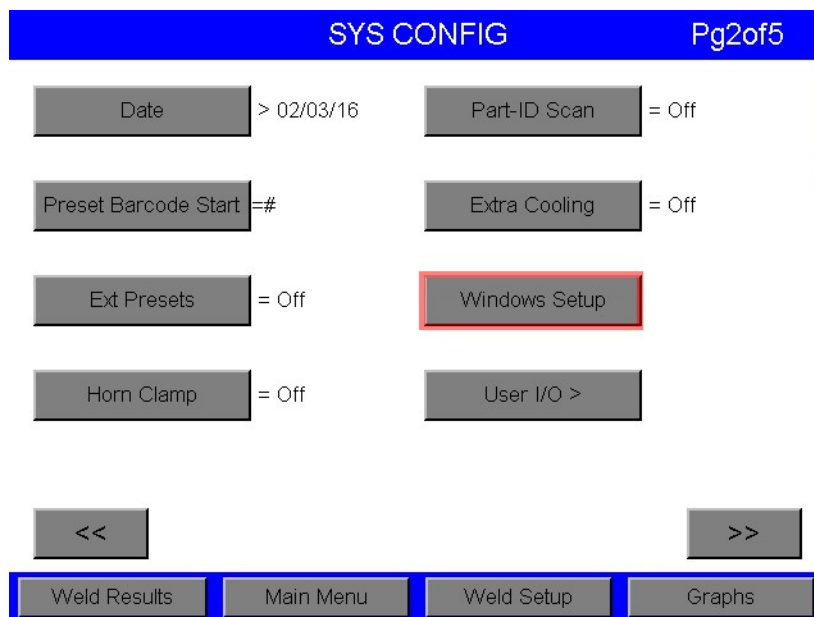 SYS CONFIG Pg2of5
Date > 02/03/16 Part-ID Scan = Off
Preset Barcode Start =# Extra Cooling = Off
Ext Presets = Off Windows Setup
Horn Clamp = Off User I/O >
<< >>
Weld Results Main Menu Weld Setup Graphs